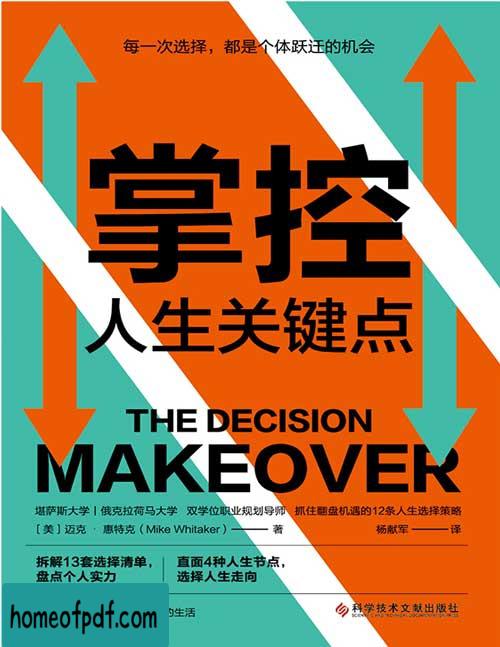 每一次选择，都是个体跃迁的机会
掌控
人生关键点
THE DECISION
MAKEOVER
堪萨斯大学｜俄克拉荷马大学 双学位职业规划导师 抓住翻盘机遇的12条人生选择策略
［美］迈克·惠特克（Mike Whitaker）——著 杨献军——译
拆解13套选择清单，
盘点个人实力
直面4种人生节点，
选择人生走向
的生活
科学技术文献出版社
SCIENTIFIC AND TECHNICAL DOCUMENTATION PRESS
homeofpdf.com